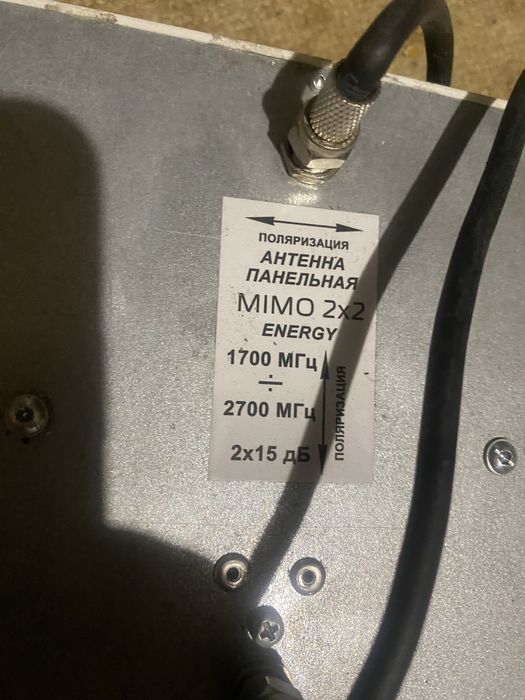 ПОЛЯРИЗАЦИЯ
АНТЕННА
ПАНЕЛЬНАЯ
MIMO 2x2
ENERGY
1700 МГц
÷
2700 МГц
2x15 дБ
ПОЛЯРИЗАЦИЯ